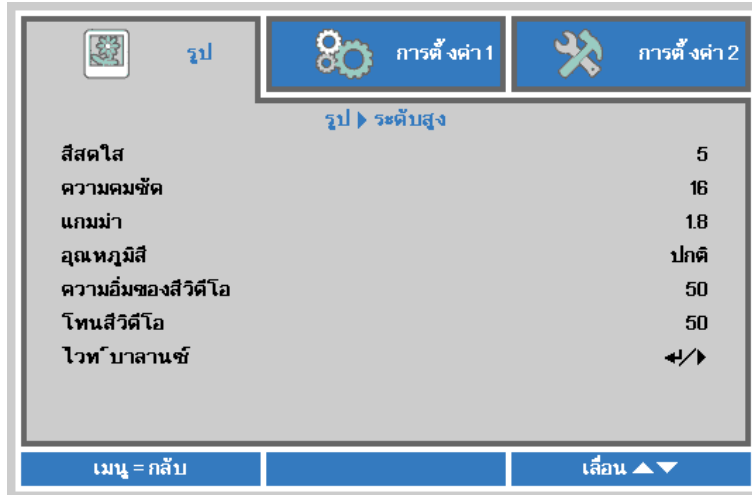 รูป
การตั้งค่า 1
การตั้งค่า 2
รูป ▶ ระดับสูง
สีสดใส 5
ความคมชัด 16
แกมม่า 1.8
อุณหภูมิสี ปกติ
ความอิ่มของสีวิดีโอ 50
โทนสีวิดีโอ 50
ไวท์บาลานซ์ ↵/▶
เมนู = กลับ
เลื่อน ▲▼